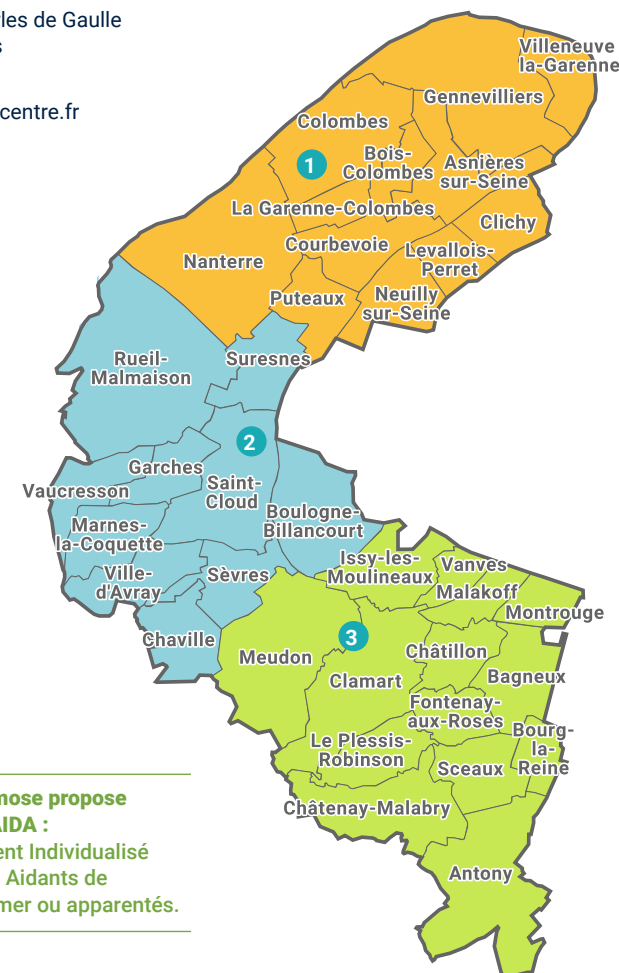 les de Gaulle
centre.fr
Villeneuve
la-Garenne
Gennevilliers
Colombes
1
Bois-
Colombes
Asnières
sur-Seine
La Garenne-Colombes
Clichy
Courbevoie
Levallois-
Perret
Nanterre
Puteaux
Neuilly
sur-Seine
Rueil-
Malmaison
Suresnes
2
Garches
Saint-
Cloud
Vaucresson
Boulogne-
Billancourt
Marnes-
la-Coquette
Ville-
d'Avray
Sèvres
Chaville
Issy-les-
Moulineaux
Vanves
Malakoff
Montrouge
3
Meudon
Châtillon
Clamart
Bagneux
Fontenay-
aux-Roses
Bourg-
la-
Reine
Le Plessis-
Robinson
Sceaux
Châtenay-Malabry
Antony
mose propose
AIDA :
ent Individualisé
Aidants de
mer ou apparentés.